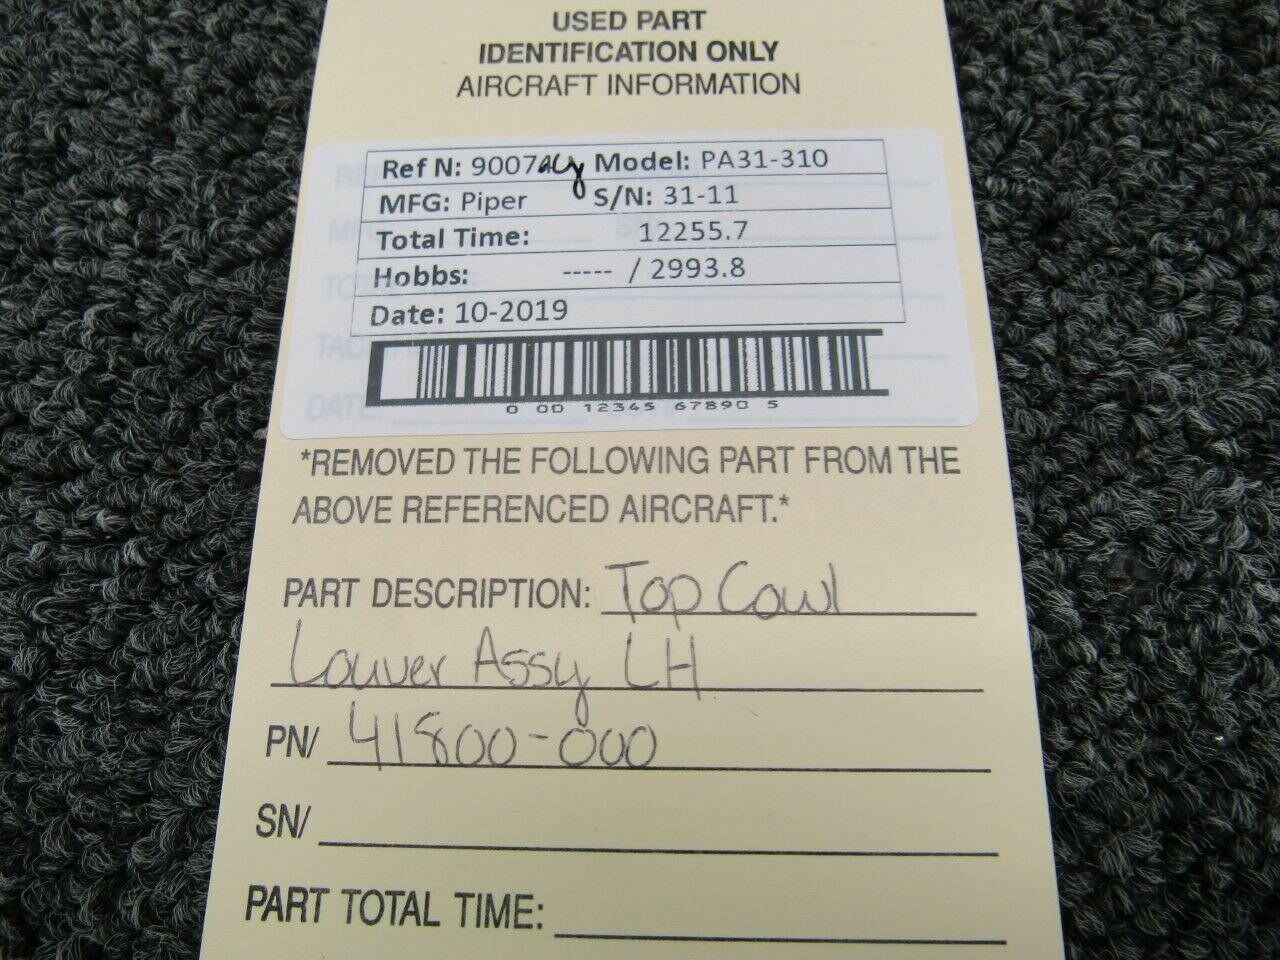 USED PART
IDENTIFICATION ONLY
AIRCRAFT INFORMATION
Ref N: 9007 Model: PA31-310
MFG: Piper S/N: 31-11
Total Time: 12255.7
Hobbs: ----- / 2993.8
Date: 10-2019
0 00 12345 67890 5
*REMOVED THE FOLLOWING PART FROM THE
ABOVE REFERENCED AIRCRAFT.*
PART DESCRIPTION: Top Cowl
Louver Assy LH
PN/ 41800-000
SN/
PART TOTAL TIME: